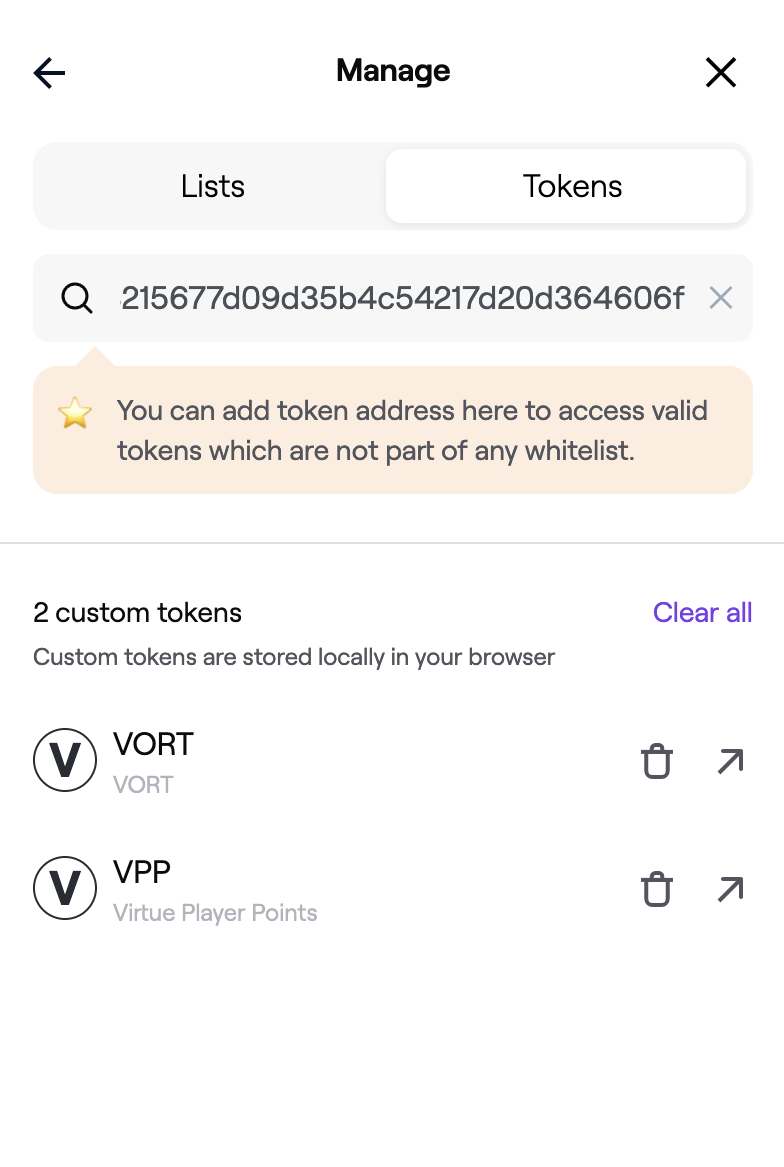 Manage
Lists
Tokens
215677d09d35b4c54217d20d364606f
You can add token address here to access valid
tokens which are not part of any whitelist.
2 custom tokens
Clear all
Custom tokens are stored locally in your browser
V
VORT
VORT
V
VPP
Virtue Player Points